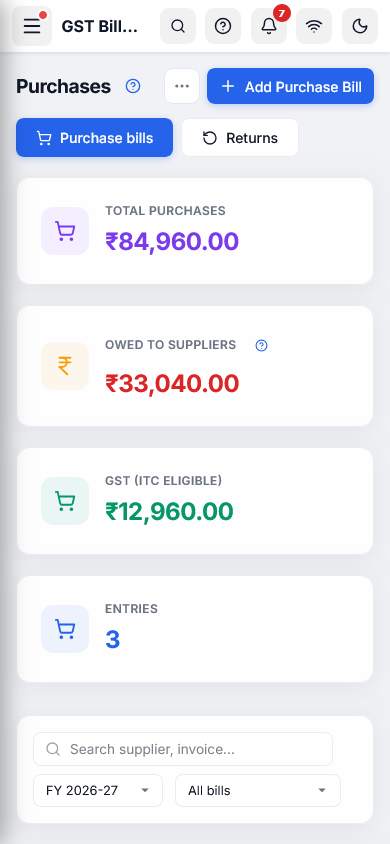 GST Bill...
7
Purchases
Add Purchase Bill
Purchase bills
Returns
TOTAL PURCHASES
₹84,960.00
OWED TO SUPPLIERS
₹33,040.00
GST (ITC ELIGIBLE)
₹12,960.00
ENTRIES
3
Search supplier, invoice...
FY 2026-27
All bills